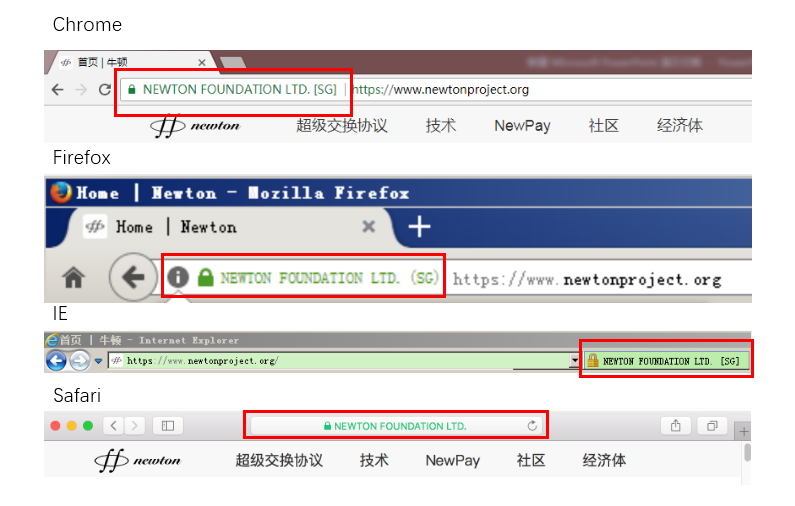 Chrome
首页 | 牛顿
NEWTON FOUNDATION LTD. [SG] | https://www.newtonproject.org
newton 超级交换协议 技术 NewPay 社区 经济体
Firefox
Home | Newton - Mozilla Firefox
Home | Newton
NEWTON FOUNDATION LTD. (SG) https://www.newtonproject.org
IE
首页 | 牛顿 - Internet Explorer
https://www.newtonproject.org/ NEWTON FOUNDATION LTD. [SG]
Safari
NEWTON FOUNDATION LTD.
newton 超级交换协议 技术 NewPay 社区 经济体